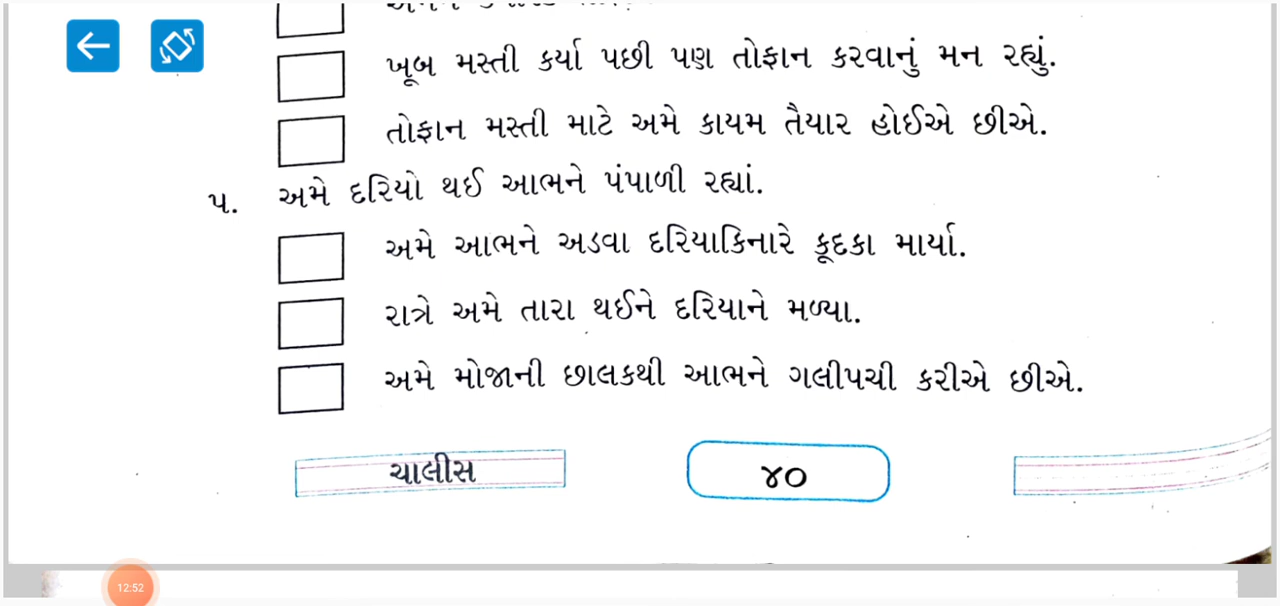 ખૂબ મસ્તી કર્યા પછી પણ તોફાન કરવાનું મન રહ્યું.
તોફાન મસ્તી માટે અમે કાયમ તૈયાર હોઈએ છીએ.
૫. અમે દરિયો થઈ આભને પંપાળી રહ્યાં.
અમે આભને અડવા દરિયાકિનારે કૂદકા માર્યા.
રાત્રે અમે તારા થઈને દરિયાને મળ્યા.
અમે મોજાની છાલકથી આભને ગલીપચી કરીએ છીએ.
ચાલીસ ૪૦
12:52